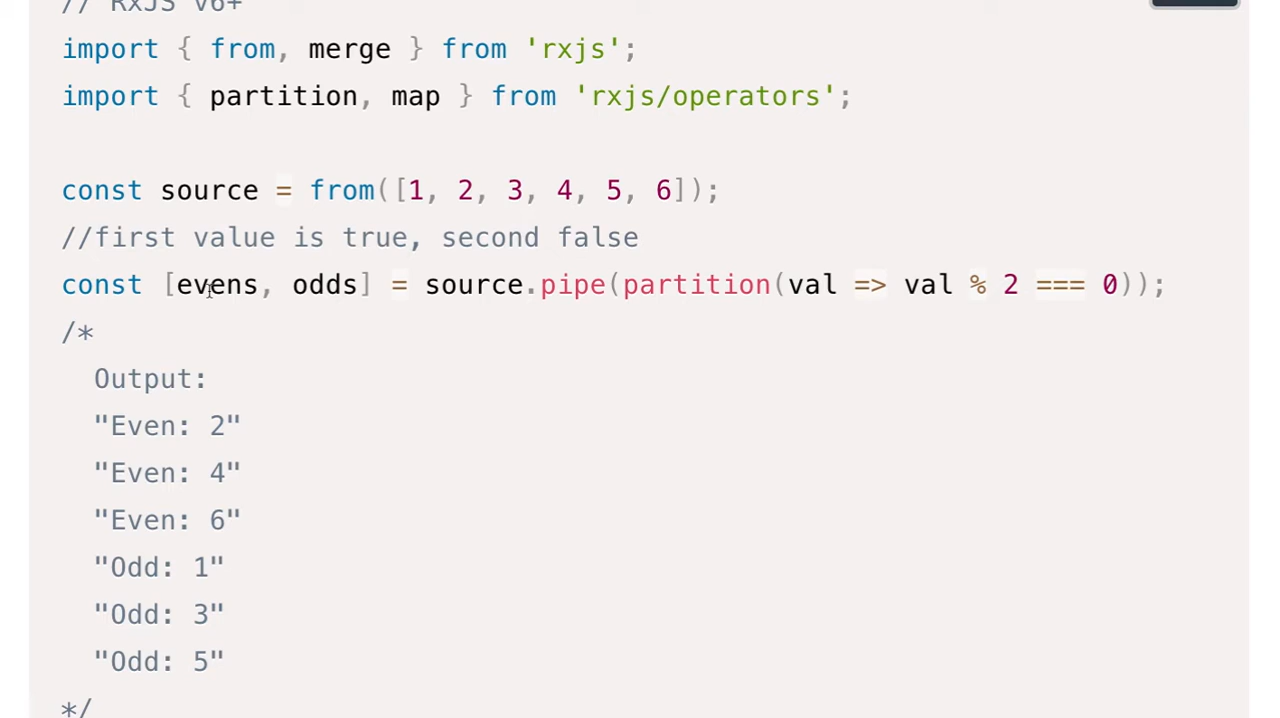 // RxJS v6+
import { from, merge } from 'rxjs';
import { partition, map } from 'rxjs/operators';
const source = from([1, 2, 3, 4, 5, 6]);
//first value is true, second false
const [evens, odds] = source.pipe(partition(val => val % 2 === 0));
/*
  Output:
  "Even: 2"
  "Even: 4"
  "Even: 6"
  "Odd: 1"
  "Odd: 3"
  "Odd: 5"
*/